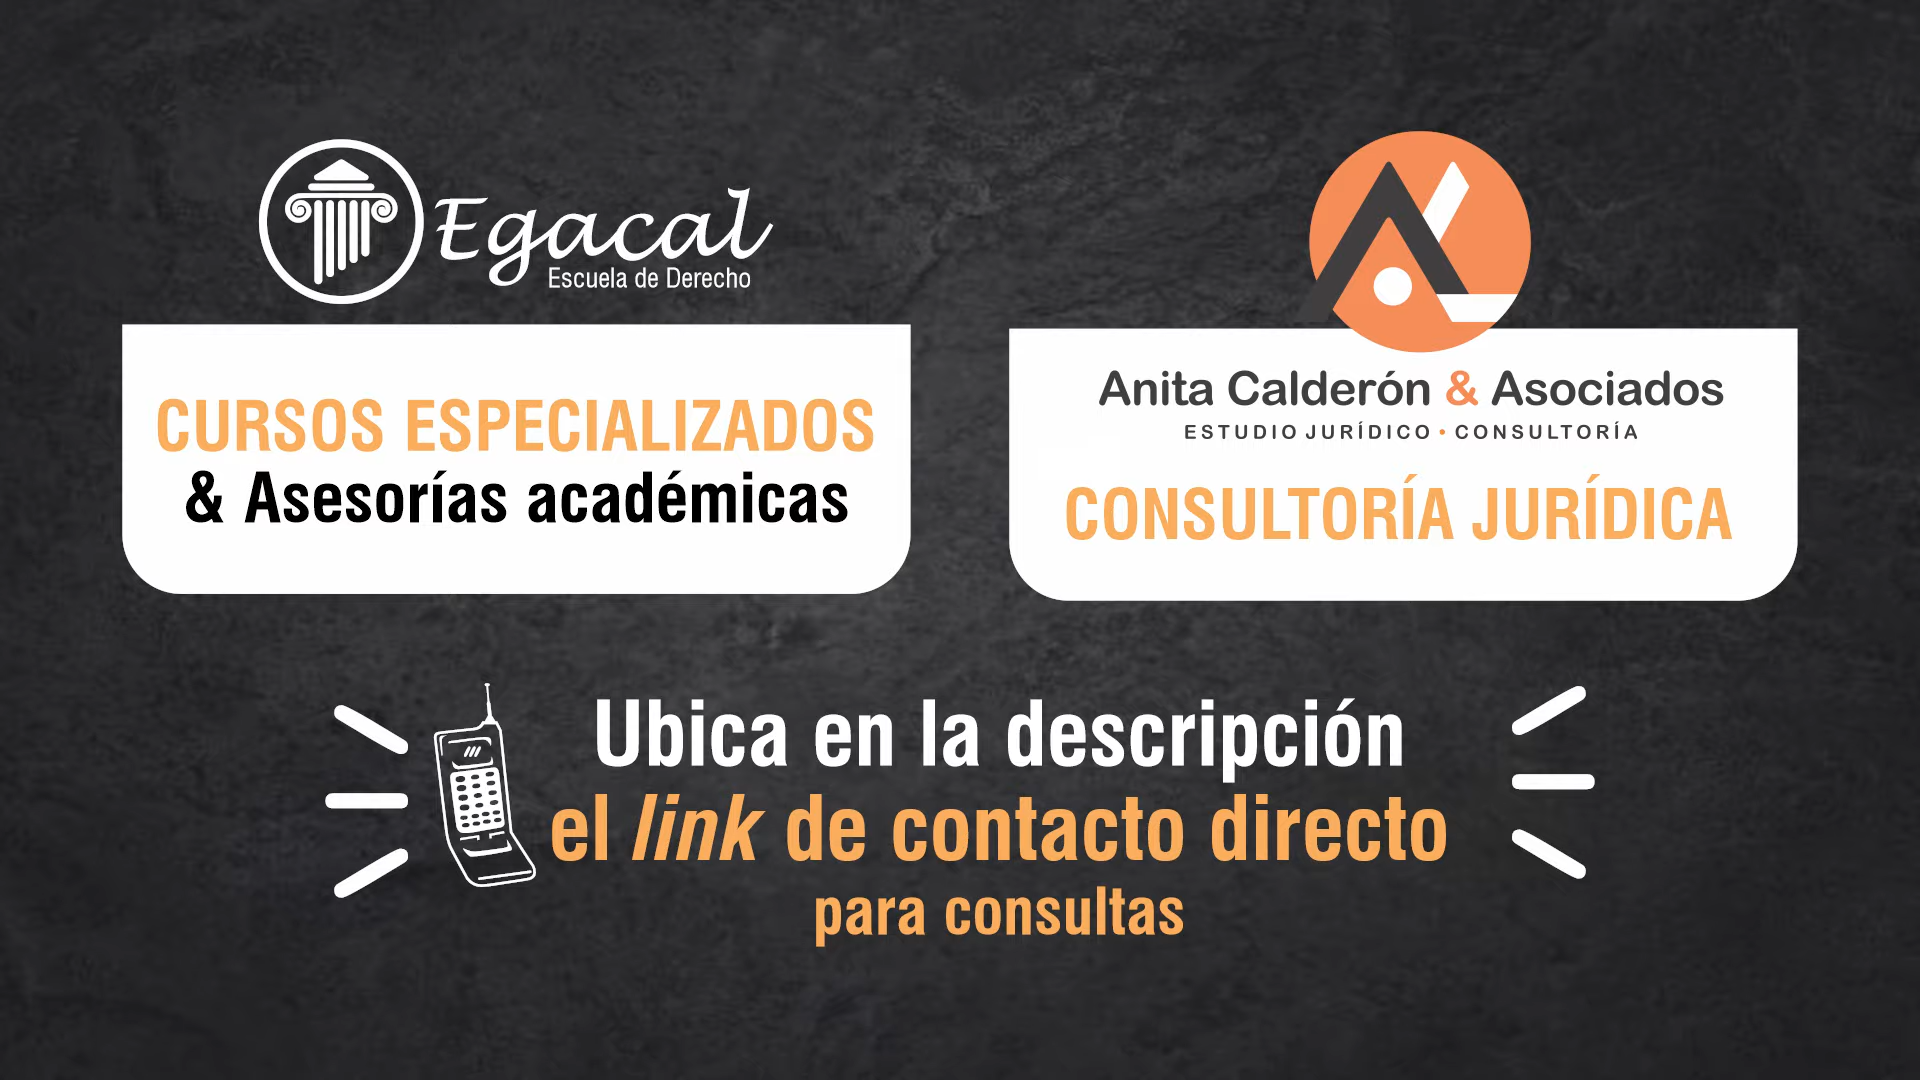 Egacal
Escuela de Derecho
CURSOS ESPECIALIZADOS
& Asesorías académicas
Anita Calderón & Asociados
ESTUDIO JURÍDICO • CONSULTORÍA
CONSULTORÍA JURÍDICA
Ubica en la descripción
el link de contacto directo
para consultas